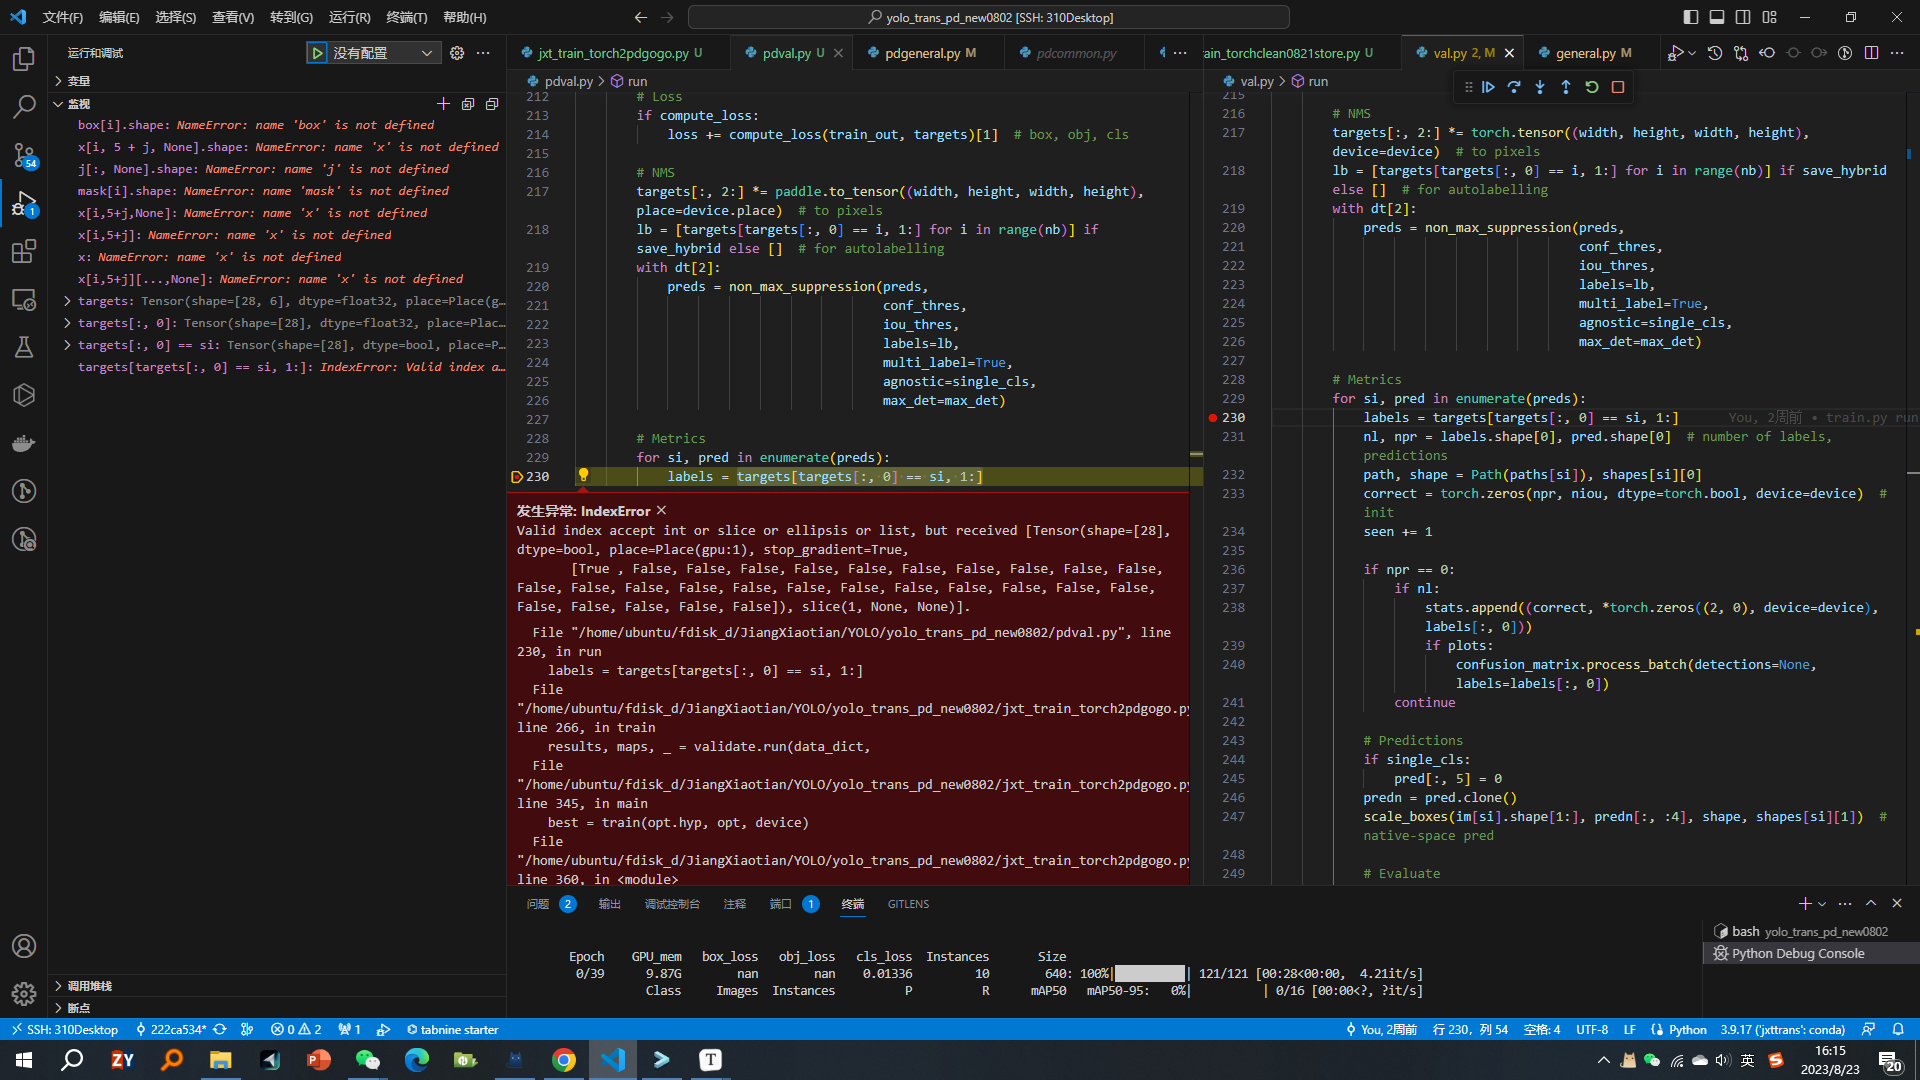 文件(F) 编辑(E) 选择(S) 查看(V) 转到(G) 运行(R) 终端(T) 帮助(H)
yolo_trans_pd_new0802 [SSH: 310Desktop]
运行和调试
没有配置
变量
监视
box[i].shape: NameError: name 'box' is not defined
x[i, 5 + j, None].shape: NameError: name 'x' is not defined
j[:, None].shape: NameError: name 'j' is not defined
mask[i].shape: NameError: name 'mask' is not defined
x[i,5+j,None]: NameError: name 'x' is not defined
x[i,5+j]: NameError: name 'x' is not defined
x: NameError: name 'x' is not defined
x[i,5+j][...,None]: NameError: name 'x' is not defined
targets: Tensor(shape=[28, 6], dtype=float32, place=Place(g…
targets[:, 0]: Tensor(shape=[28], dtype=float32, place=Plac…
targets[:, 0] == si: Tensor(shape=[28], dtype=bool, place=P…
targets[targets[:, 0] == si, 1:]: IndexError: Valid index a…
54
1
调用堆栈
断点
jxt_train_torch2pdgogo.py U
pdval.py U
pdgeneral.py M
pdcommon.py
pdval.py > run
212 # Loss
213 if compute_loss:
214 loss += compute_loss(train_out, targets)[1] # box, obj, cls
215
216 # NMS
217 targets[:, 2:] *= paddle.to_tensor((width, height, width, height),
place=device.place) # to pixels
218 lb = [targets[targets[:, 0] == i, 1:] for i in range(nb)] if
save_hybrid else [] # for autolabelling
219 with dt[2]:
220 preds = non_max_suppression(preds,
221 conf_thres,
222 iou_thres,
223 labels=lb,
224 multi_label=True,
225 agnostic=single_cls,
226 max_det=max_det)
227
228 # Metrics
229 for si, pred in enumerate(preds):
230 labels = targets[targets[:, 0] == si, 1:]
发生异常: IndexError
Valid index accept int or slice or ellipsis or list, but received [Tensor(shape=[28],
dtype=bool, place=Place(gpu:1), stop_gradient=True,
[True , False, False, False, False, False, False, False, False, False, False,
False, False, False, False, False, False, False, False, False, False, False, False,
False, False, False, False, False]), slice(1, None, None)].
File "/home/ubuntu/fdisk_d/JiangXiaotian/YOLO/yolo_trans_pd_new0802/pdval.py", line
230, in run
labels = targets[targets[:, 0] == si, 1:]
File
"/home/ubuntu/fdisk_d/JiangXiaotian/YOLO/yolo_trans_pd_new0802/jxt_train_torch2pdgogo.py
line 266, in train
results, maps, _ = validate.run(data_dict,
File
"/home/ubuntu/fdisk_d/JiangXiaotian/YOLO/yolo_trans_pd_new0802/jxt_train_torch2pdgogo.py
line 345, in main
best = train(opt.hyp, opt, device)
File
"/home/ubuntu/fdisk_d/JiangXiaotian/YOLO/yolo_trans_pd_new0802/jxt_train_torch2pdgogo.py
line 360, in <module>
rain_torchclean0821store.py U
val.py 2, M
general.py M
val.py > run
215
216 # NMS
217 targets[:, 2:] *= torch.tensor((width, height, width, height),
device=device) # to pixels
218 lb = [targets[targets[:, 0] == i, 1:] for i in range(nb)] if save_hybrid
else [] # for autolabelling
219 with dt[2]:
220 preds = non_max_suppression(preds,
221 conf_thres,
222 iou_thres,
223 labels=lb,
224 multi_label=True,
225 agnostic=single_cls,
226 max_det=max_det)
227
228 # Metrics
229 for si, pred in enumerate(preds):
230 labels = targets[targets[:, 0] == si, 1:] You, 2周前 • train.py run
231 nl, npr = labels.shape[0], pred.shape[0] # number of labels,
predictions
232 path, shape = Path(paths[si]), shapes[si][0]
233 correct = torch.zeros(npr, niou, dtype=torch.bool, device=device) #
init
234 seen += 1
235
236 if npr == 0:
237 if nl:
238 stats.append((correct, *torch.zeros((2, 0), device=device),
labels[:, 0]))
239 if plots:
240 confusion_matrix.process_batch(detections=None,
labels=labels[:, 0])
241 continue
242
243 # Predictions
244 if single_cls:
245 pred[:, 5] = 0
246 predn = pred.clone()
247 scale_boxes(im[si].shape[1:], predn[:, :4], shape, shapes[si][1]) #
native-space pred
248
249 # Evaluate
问题 2 输出 调试控制台 注释 端口 1 终端 GITLENS
Epoch GPU_mem box_loss obj_loss cls_loss Instances Size
0/39 9.87G nan nan 0.01336 10 640: 100%| | 121/121 [00:28<00:00, 4.21it/s]
Class Images Instances P R mAP50 mAP50-95: 0%| | 0/16 [00:00<?, ?it/s]
bash yolo_trans_pd_new0802
Python Debug Console
SSH: 310Desktop 222ca534* 0 2 1 tabnine starter You, 2周前 行 230, 列 54 空格: 4 UTF-8 LF Python 3.9.17 ('jxttrans': conda)
ZY
T
英
16:15
2023/8/23
20